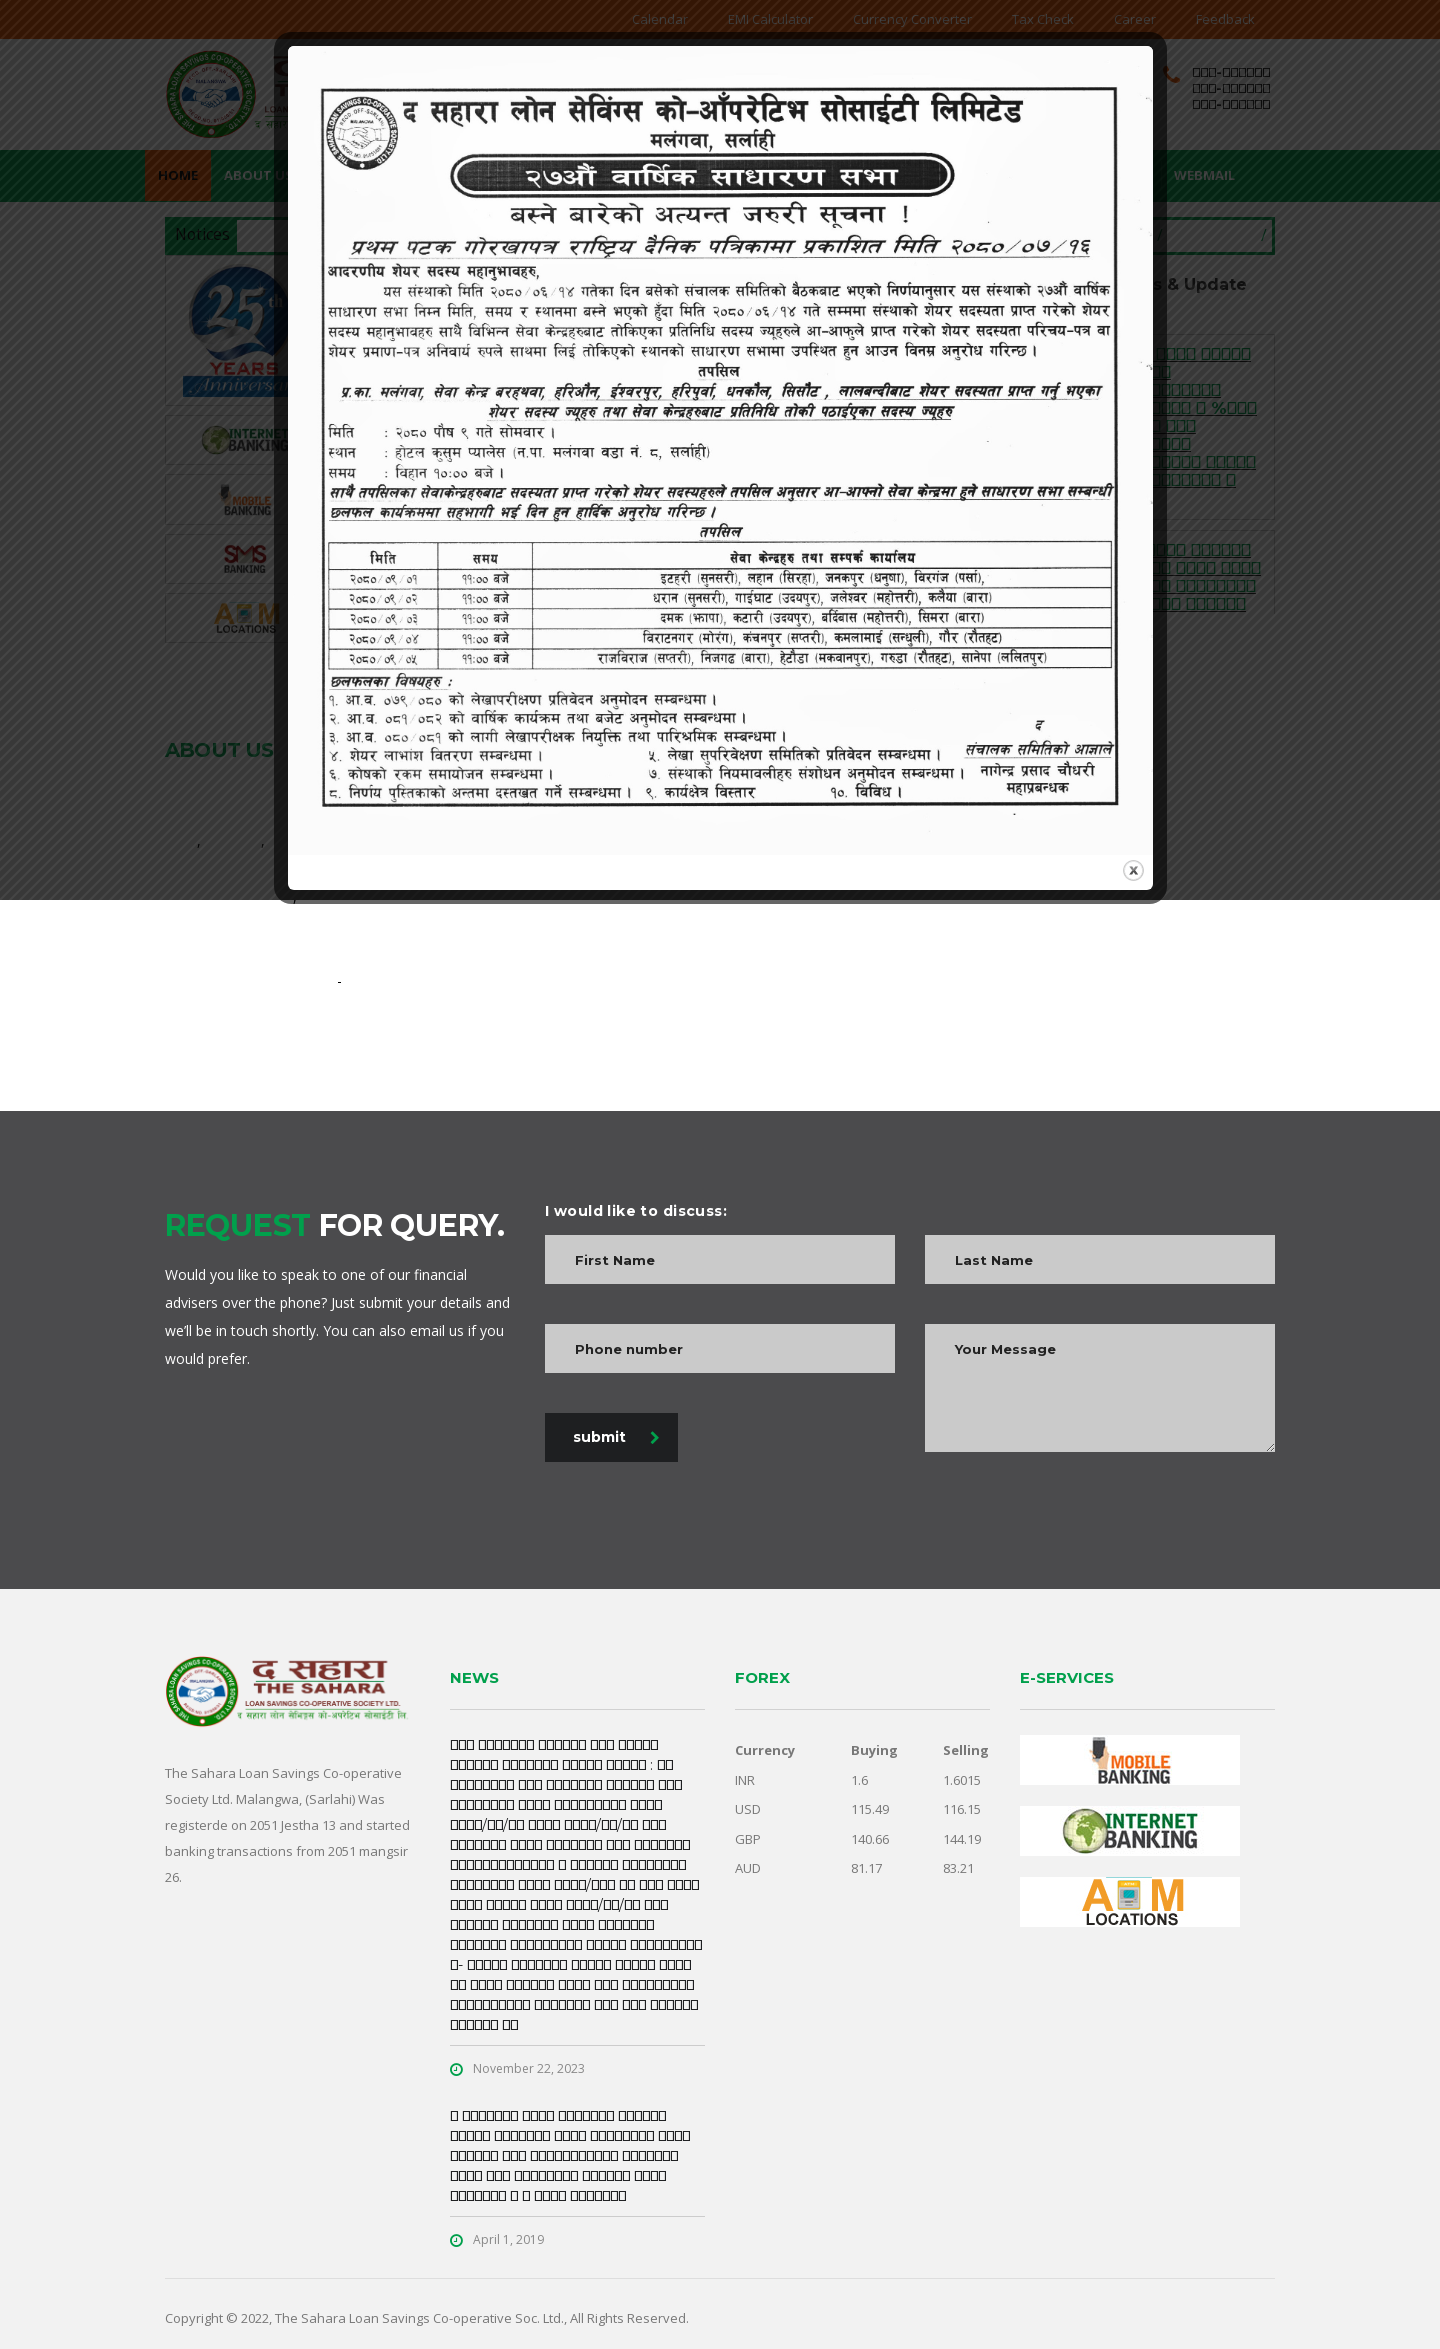 Calendar EMI Calculator Currency Converter Tax Check Career Feedback
HOME ABOUT US WEBMAIL
Notices
25th
YEARS
Anniversary
INTERNET
BANKING
MOBILE
BANKING
SMS
BANKING
ATM
LOCATIONS
& Update
द सहारा लोन सेविंग्स को-आँपरेटिभ सोसाईटी लिमिटेड
मलंगवा, सर्लाही
२७औं वार्षिक साधारण सभा
बस्ने बारेको अत्यन्त जरुरी सूचना !
प्रथम पटक गोरखापत्र राष्ट्रिय दैनिक पत्रिकामा प्रकाशित मिति २०८०/०७/१६
आदरणीय शेयर सदस्य महानुभावहरु,
यस संस्थाको मिति २०८०/०६/१४ गतेका दिन बसेको संचालक समितिको बैठकबाट भएको निर्णयानुसार यस संस्थाको २७औं वार्षिक
साधारण सभा निम्न मिति, समय र स्थानमा बस्ने भएको हुँदा मिति २०८०/०६/१४ गते सम्ममा संस्थाको शेयर सदस्यता प्राप्त गरेको शेयर
सदस्य महानुभावहरु साथै विभिन्न सेवा केन्द्रहरुबाट तोकिएका प्रतिनिधि सदस्य ज्यूहरुले आ-आफुले प्राप्त गरेको शेयर सदस्यता परिचय-पत्र वा
शेयर प्रमाण-पत्र अनिवार्य रुपले साथमा लिई तोकिएको स्थानको साधारण सभामा उपस्थित हुन आउन विनम्र अनुरोध गरिन्छ ।
तपसिल
प्र.का. मलंगवा, सेवा केन्द्र बरहथवा, हरिऔन, ईश्वरपुर, हरिपुर्वा, धनकौल, सिसौट , लालबन्दीबाट शेयर सदस्यता प्राप्त गर्नु भएका
शेयर सदस्य ज्यूहरु तथा सेवा केन्द्रहरुबाट प्रतिनिधि तोकी पठाईएका सदस्य ज्यूहरु
मिति : २०८० पौष ९ गते सोमवार ।
स्थान : होटल कुसुम प्यालेस (न.पा. मलंगवा वडा नं. ८, सर्लाही)
समय : विहान १०:०० बजे ।
साथै तपसिलका सेवाकेन्द्रहरुबाट सदस्यता प्राप्त गरेको शेयर सदस्यहरुले तपसिल अनुसार आ-आफ्नो सेवा केन्द्रमा हुने साधारण सभा सम्बन्धी
छलफल कार्यक्रममा सहभागी भई दिनु हुन हार्दिक अनुरोध गरिन्छ ।
तपसिल
मिति समय सेवा केन्द्रहरु तथा सम्पर्क कार्यालय
२०८०/०९/०१ ११:०० बजे इटहरी (सुनसरी), लहान (सिरहा), जनकपुर (धनुषा), बिरगंज (पर्सा),
२०८०/०९/०२ ११:०० बजे धरान (सुनसरी), गाईघाट (उदयपुर), जलेश्वर (महोत्तरी), कलैया (बारा)
२०८०/०९/०३ ११:०० बजे दमक (झापा), कटारी (उदयपुर), बर्दिबास (महोत्तरी), सिमरा (बारा)
२०८०/०९/०४ ११:०० बजे बिराटनगर (मोरंग), कंचनपुर (सप्तरी), कमलामाई (सन्धुली), गौर (रौतहट)
२०८०/०९/०५ ११:०० बजे राजविराज (सप्तरी), निजगढ (बारा), हेटौडा (मकवानपुर), गरुडा (रौतहट), सानेपा (ललितपुर)
छलफलका विषयहरु :
१. आ.व. ०७९/०८० को लेखापरीक्षण प्रतिवेदन अनुमोदन सम्बन्धमा ।
२. आ.व. ०८१/०८२ को वार्षिक कार्यक्रम तथा बजेट अनुमोदन सम्बन्धमा ।
३. आ.व. ०८०/०८१ को लागी लेखापरीक्षक नियुक्ति तथा पारिश्रमिक सम्बन्धमा ।
४. शेयर लाभांश बितरण सम्बन्धमा । ५. लेखा सुपरिवेक्षण समितिको प्रतिवेदन सम्बन्धमा ।
६. कोषको रकम समायोजन सम्बन्धमा । ७. संस्थाको नियमावलीहरु संशोधन अनुमोदन सम्बन्धमा ।
८. निर्णय पुस्तिकाको अन्तमा दस्तखत गर्ने सम्बन्धमा । ९. कार्यक्षेत्र विस्तार १०. विविध ।
द
संचालक समितिको आज्ञाले
नागेन्द्र प्रसाद चौधरी
महाप्रबन्धक
ABOUT US
REQUEST FOR QUERY.
Would you like to speak to one of our financial
advisers over the phone? Just submit your details and
we’ll be in touch shortly. You can also email us if you
would prefer.
I would like to discuss:
First Name
Last Name
Phone number
Your Message
submit
द सहारा
THE SAHARA
LOAN SAVINGS CO-OPERATIVE SOCIETY LTD.
द सहारा लोन सेभिङ्गस को-अपरेटिभ सोसाईटी लि.
The Sahara Loan Savings Co-operative
Society Ltd. Malangwa, (Sarlahi) Was
registerde on 2051 Jestha 13 and started
banking transactions from 2051 mangsir
26.
NEWS
November 22, 2023
April 1, 2019
FOREX
Currency Buying Selling
INR 1.6 1.6015
USD 115.49 116.15
GBP 140.66 144.19
AUD 81.17 83.21
E-SERVICES
MOBILE
BANKING
INTERNET
BANKING
ATM
LOCATIONS
Copyright © 2022, The Sahara Loan Savings Co-operative Soc. Ltd., All Rights Reserved.